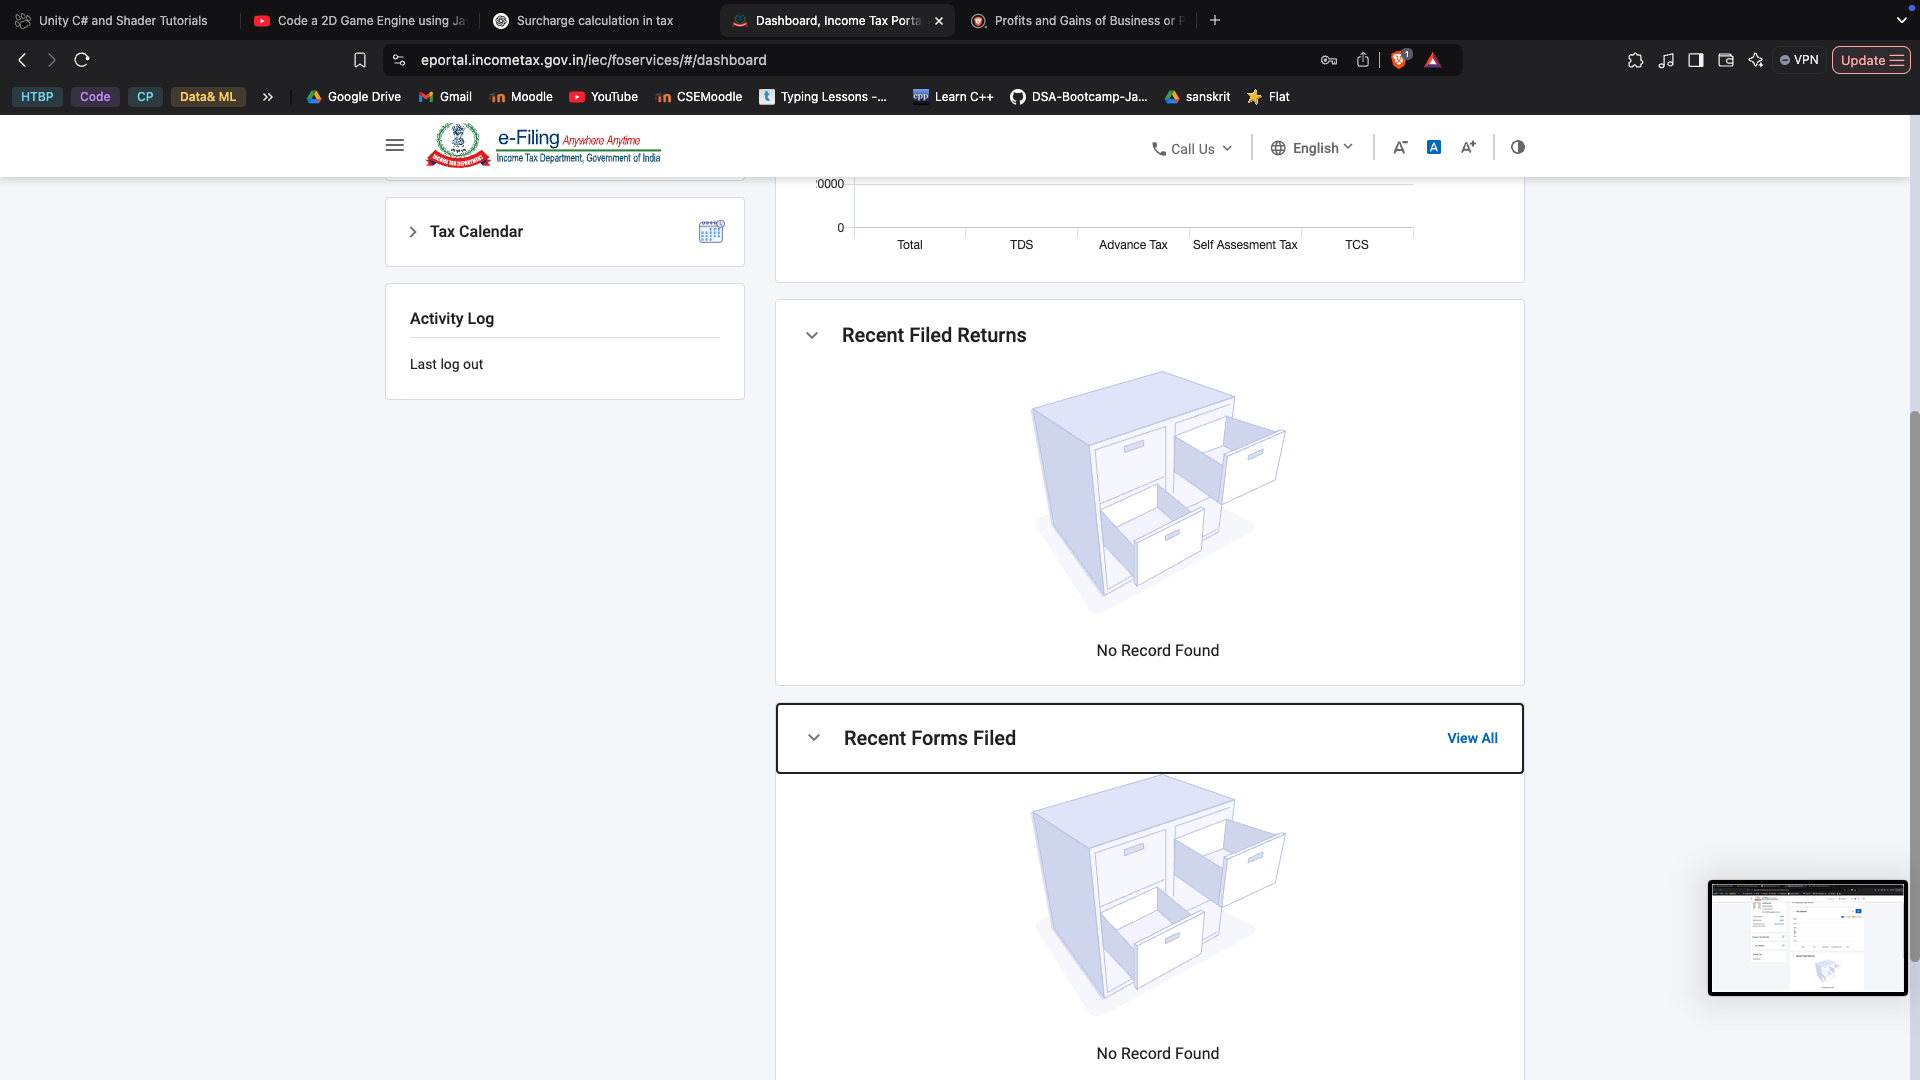 Unity C# and Shader Tutorials
Code a 2D Game Engine using Ja
Surcharge calculation in tax
Dashboard, Income Tax Porta
Profits and Gains of Business or P
eportal.incometax.gov.in/iec/foservices/#/dashboard
1
VPN
Update
HTBP
Code
CP
Data& ML
Google Drive
Gmail
Moodle
YouTube
CSEMoodle
t
Typing Lessons -...
cpp
Learn C++
DSA-Bootcamp-Ja...
sanskrit
Flat
e-Filing Anywhere Anytime
Income Tax Department, Government of India
Call Us
English
A-
A
A+
20000
0
Total
TDS
Advance Tax
Self Assesment Tax
TCS
Tax Calendar
Activity Log
Last log out
Recent Filed Returns
No Record Found
Recent Forms Filed
View All
No Record Found